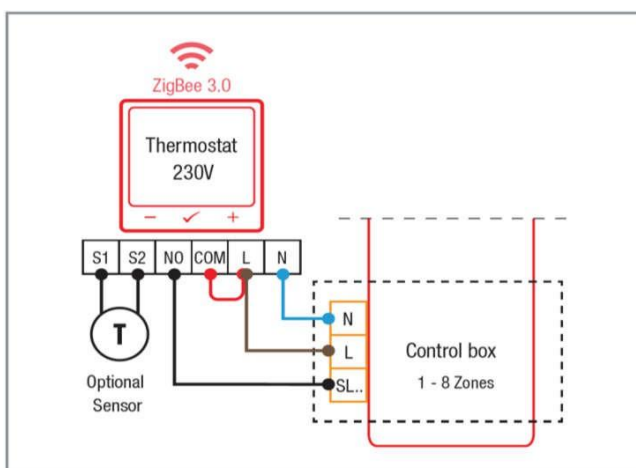 ZigBee 3.0
Thermostat
230V
− ✓ +
S1 S2 NO COM L N
T
Optional
Sensor
N
L
SL..
Control box
1 - 8 Zones